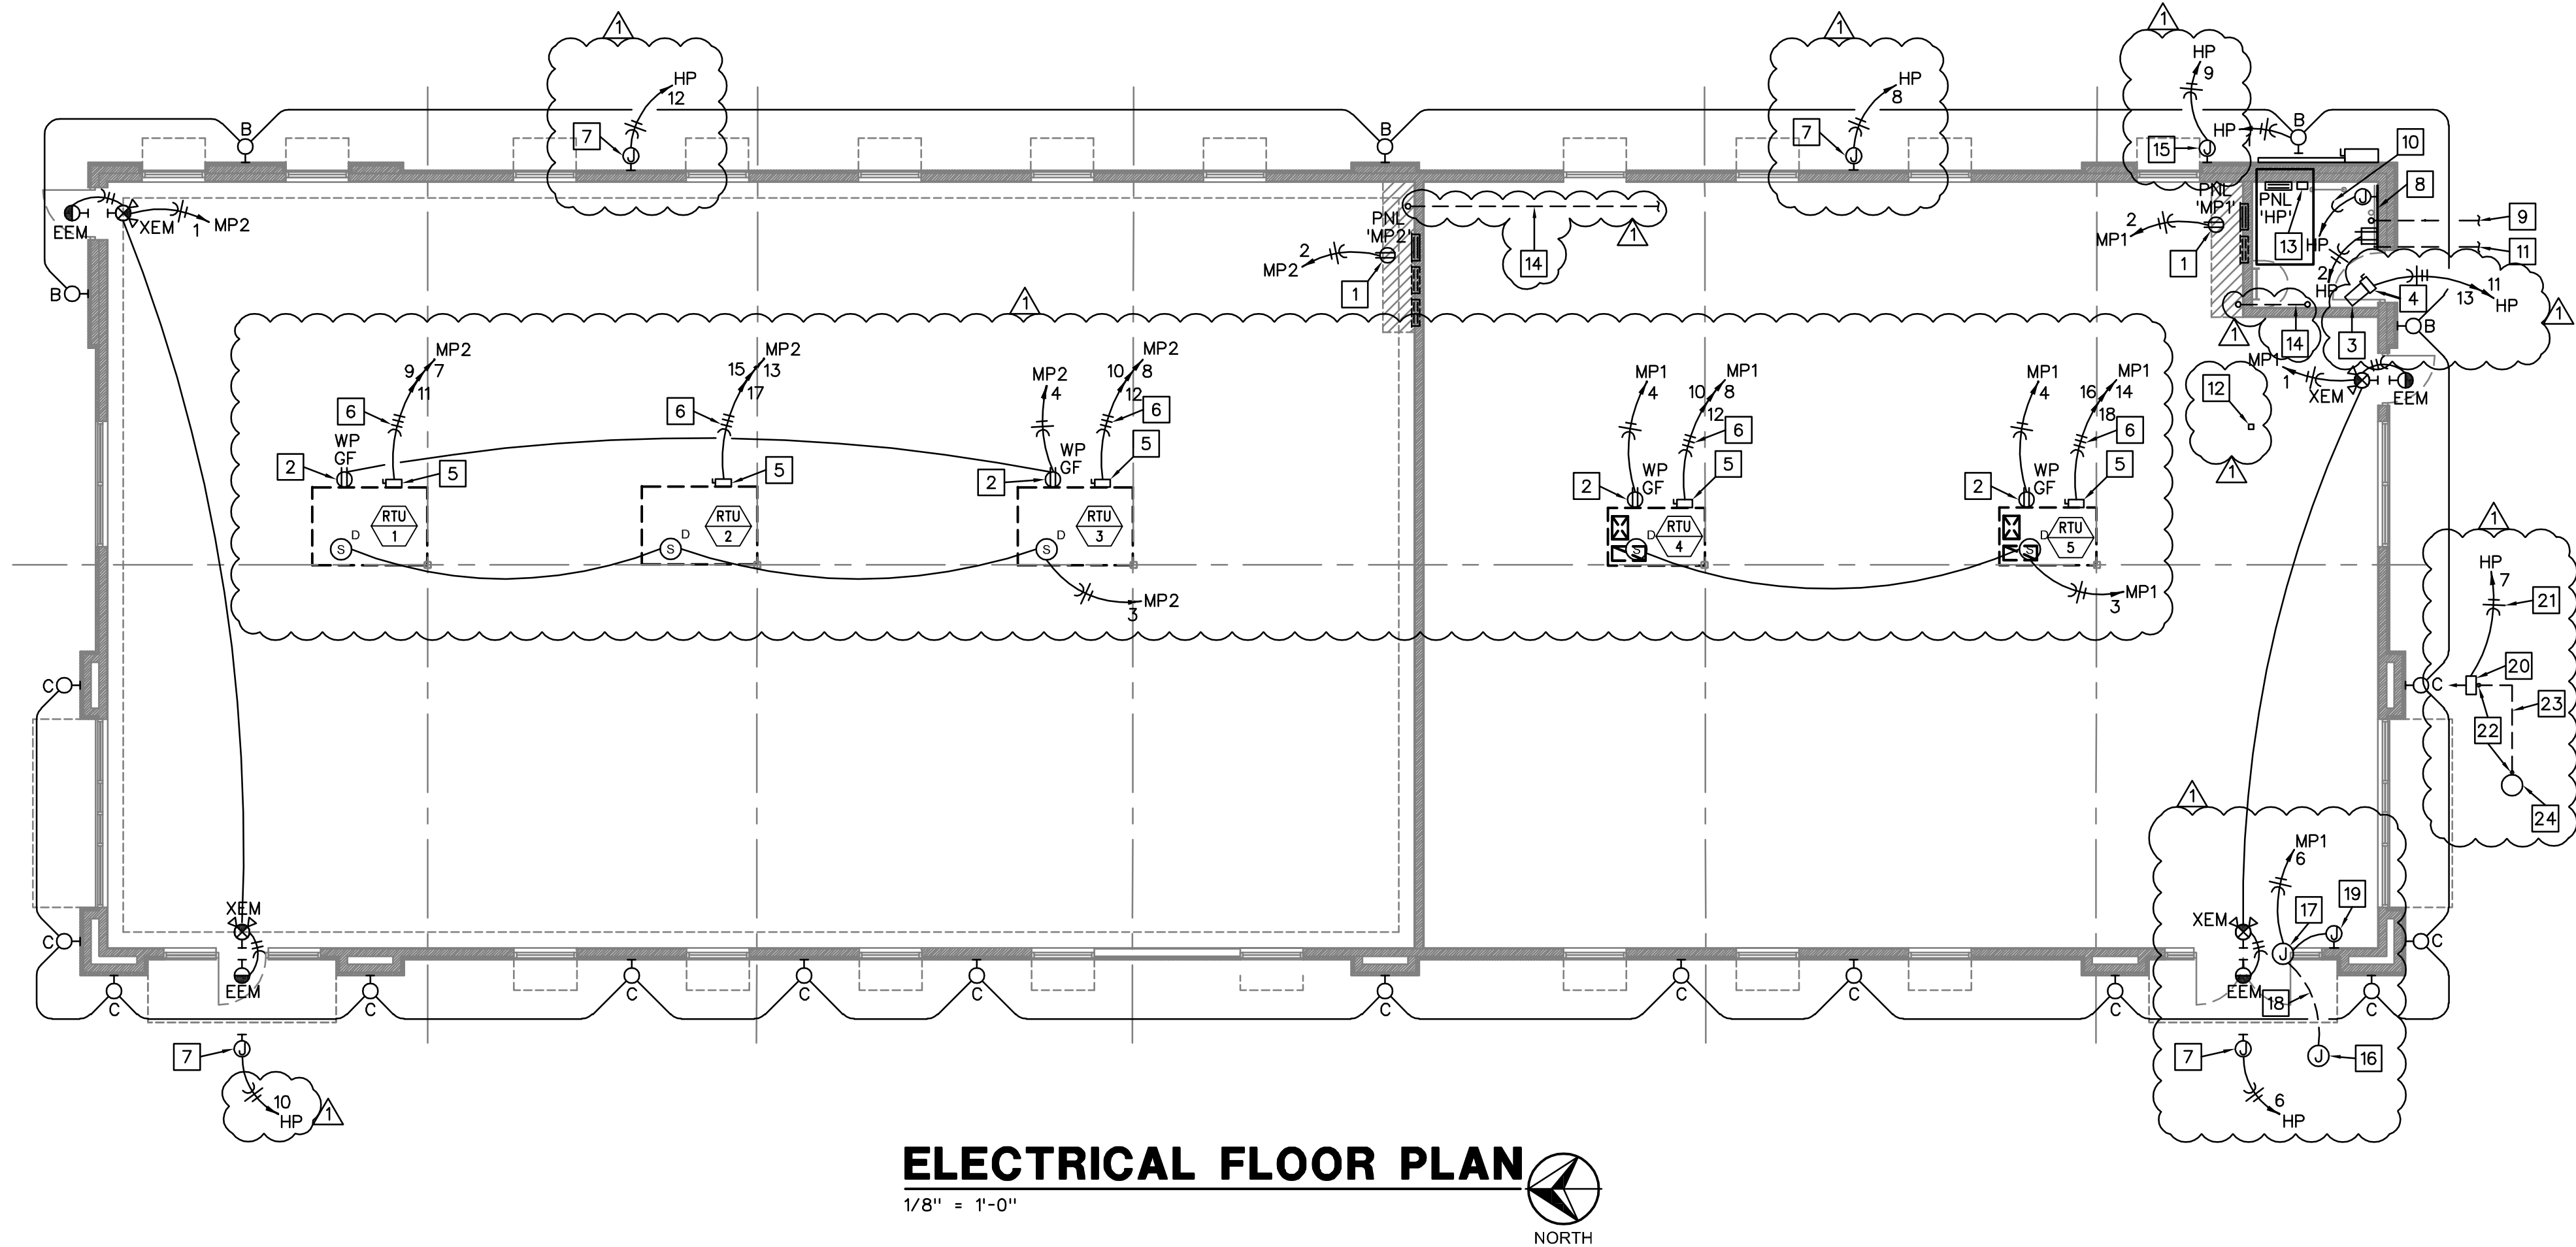 1
1
1
HP
12
7
HP
8
7
HP
9
15
B
B
HP
1
B
10
8
9
11
EEM
XEM
1
MP2
B
PNL
'MP2'
2
MP2
1
14
1
PNL
'MP1'
2
MP1
1
PNL
'HP'
J
13
HP
2
HP
11
13
HP
4
3
1
14
1
B
MP1
1
XEM
EEM
12
1
1
MP2
9
7
11
6
WP
GF
2
5
RTU
1
S
D
MP2
15
13
17
6
5
RTU
2
S
D
MP2
4
MP2
10
8
12
6
WP
GF
2
5
RTU
3
S
D
MP2
3
MP1
4
MP1
10
8
12
6
WP
GF
2
5
RTU
4
S
D
MP1
4
MP1
16
14
18
6
WP
GF
2
5
RTU
5
S
D
MP1
3
1
HP
7
21
20
C
23
22
24
C
C
XEM
EEM
C
C
C
C
C
C
C
C
C
C
C
1
MP1
6
17
19
J
J
XEM
EEM
18
J
16
7
J
10
HP
1
7
J
6
HP
ELECTRICAL FLOOR PLAN
1/8" = 1'-0"
NORTH